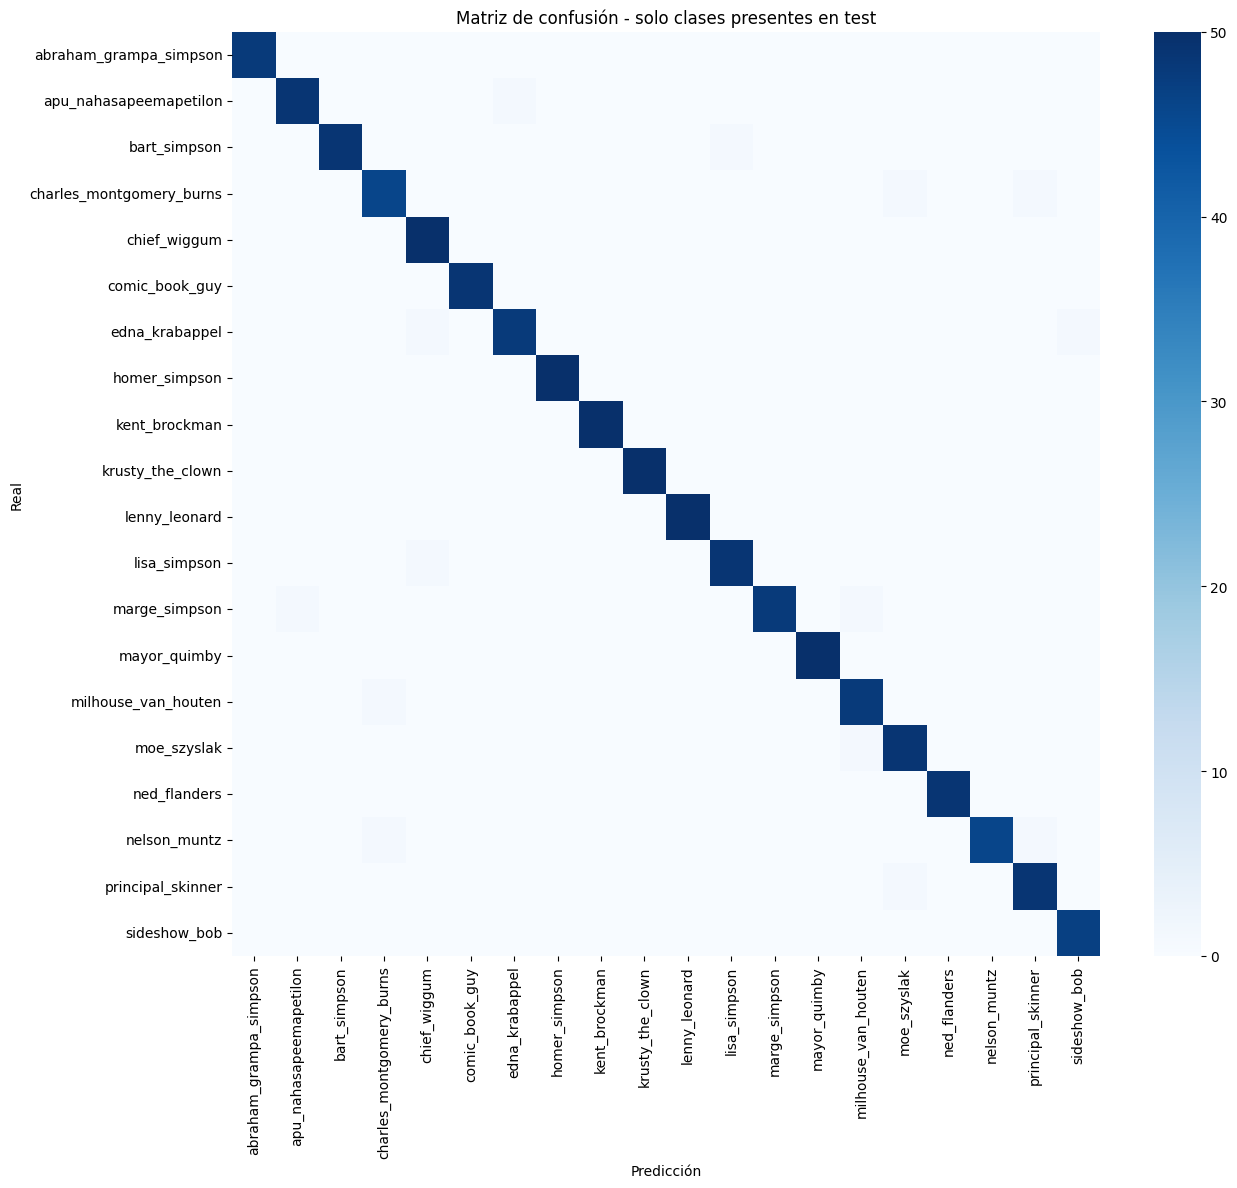 Matriz de confusión - solo clases presentes en test
abraham_grampa_simpson
apu_nahasapeemapetilon
bart_simpson
charles_montgomery_burns
chief_wiggum
comic_book_guy
edna_krabappel
homer_simpson
kent_brockman
krusty_the_clown
lenny_leonard
lisa_simpson
marge_simpson
mayor_quimby
milhouse_van_houten
moe_szyslak
ned_flanders
nelson_muntz
principal_skinner
sideshow_bob
Real
abraham_grampa_simpson
apu_nahasapeemapetilon
bart_simpson
charles_montgomery_burns
chief_wiggum
comic_book_guy
edna_krabappel
homer_simpson
kent_brockman
krusty_the_clown
lenny_leonard
lisa_simpson
marge_simpson
mayor_quimby
milhouse_van_houten
moe_szyslak
ned_flanders
nelson_muntz
principal_skinner
sideshow_bob
Predicción
50
40
30
20
10
0